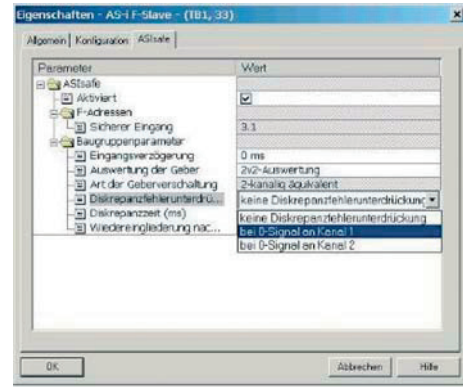 Eigenschaften - AS-i F-Slave - (TB1, 33)
Allgemein Konfiguration ASIsafe
Parameter Wert
ASIsafe
Aktiviert
F-Adressen
Sicherer Eingang 3.1
Baugruppenparameter
Eingangsverzögerung 0 ms
Auswertung der Geber 2v2-Auswertung
Art der Geberverschaltung 2-kanalig äquivalent
Diskrepanzfehlerunterdrü... keine Diskrepanzfehlerunterdrückung
Diskrepanzzeit (ms) keine Diskrepanzfehlerunterdrückung
Wiedereingliederung nac... bei 0-Signal an Kanal 1
bei 0-Signal an Kanal 2
OK Abbrechen Hilfe